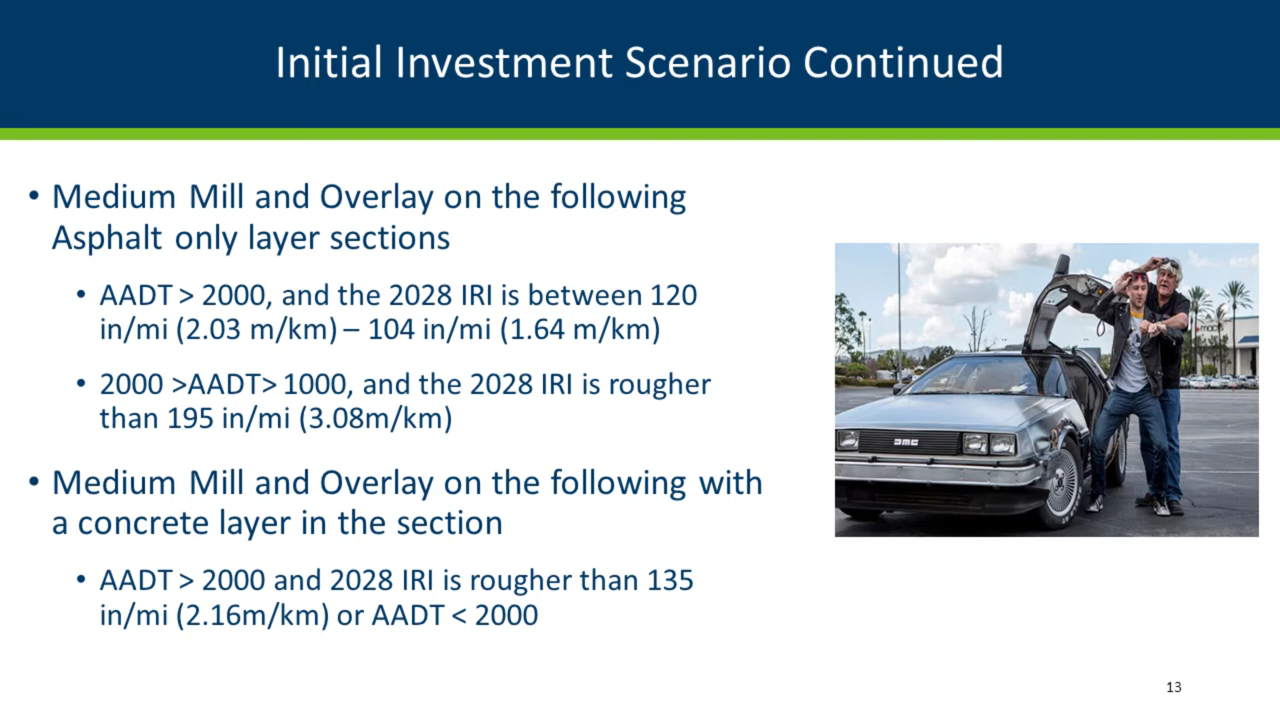 Initial Investment Scenario Continued
• Medium Mill and Overlay on the following
Asphalt only layer sections
• AADT > 2000, and the 2028 IRI is between 120
in/mi (2.03 m/km) – 104 in/mi (1.64 m/km)
• 2000 >AADT> 1000, and the 2028 IRI is rougher
than 195 in/mi (3.08m/km)
• Medium Mill and Overlay on the following with
a concrete layer in the section
• AADT > 2000 and 2028 IRI is rougher than 135
in/mi (2.16m/km) or AADT < 2000
DMC
13